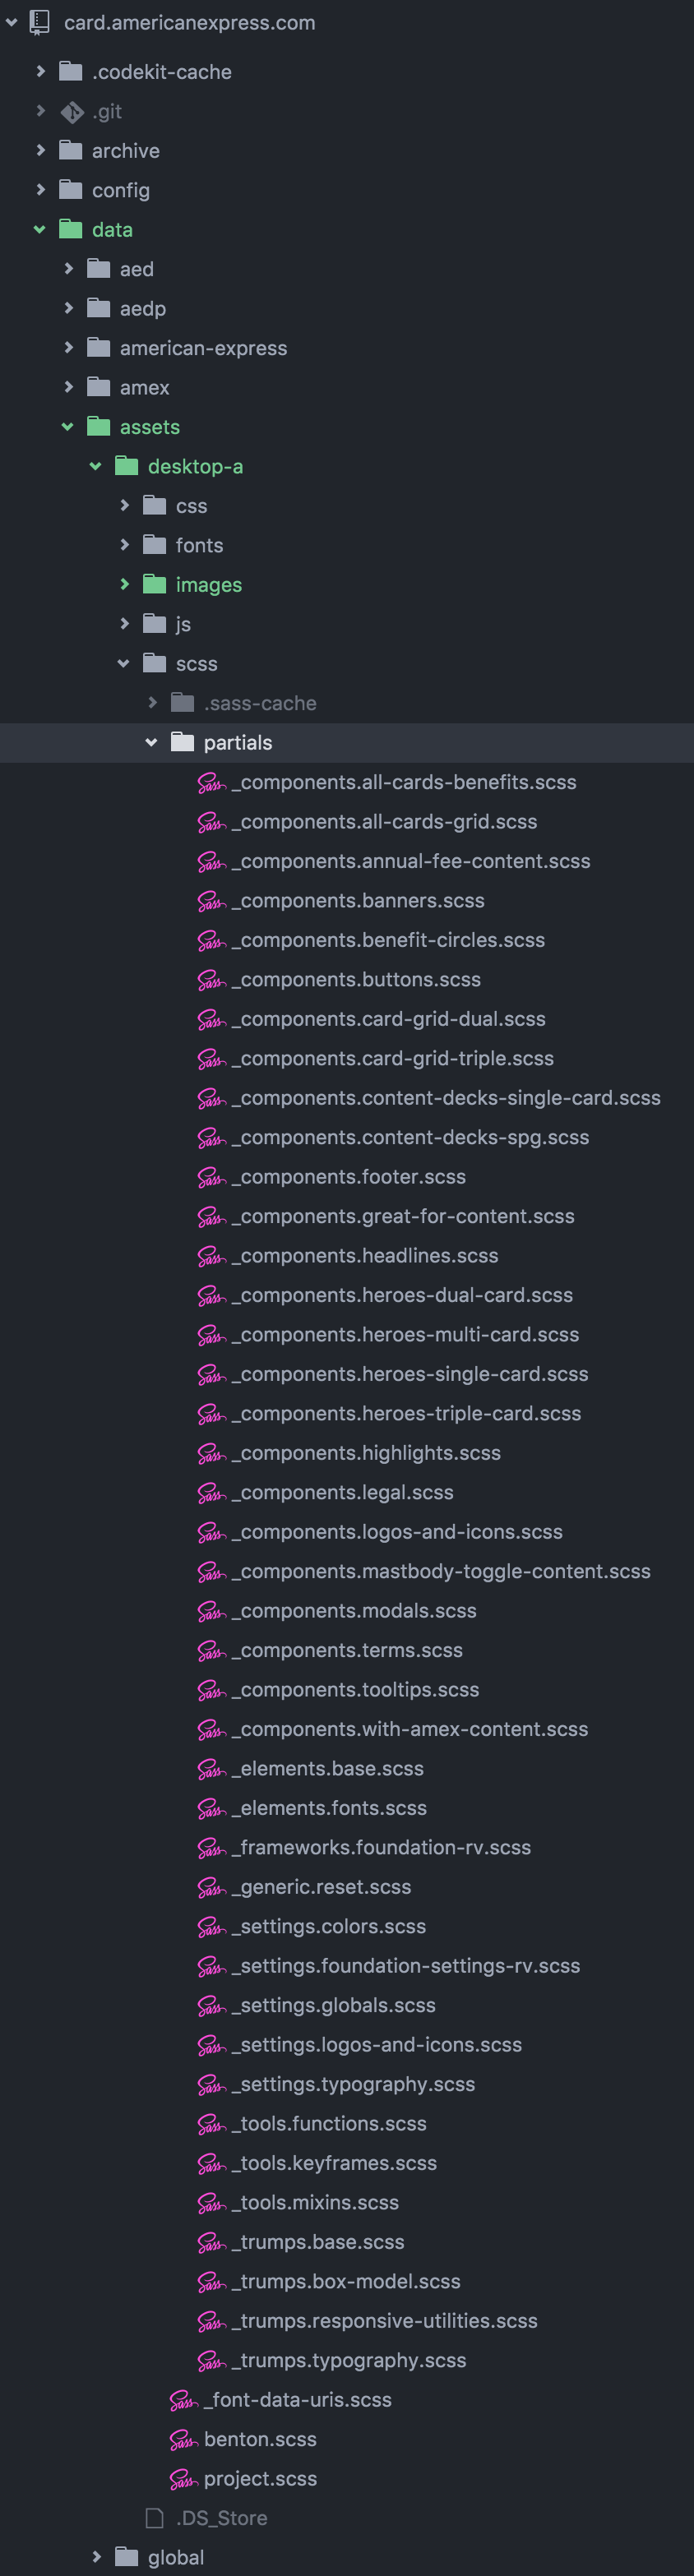 card.americanexpress.com
.codekit-cache
.git
archive
config
data
aed
aedp
american-express
amex
assets
desktop-a
css
fonts
images
js
scss
.sass-cache
partials
_components.all-cards-benefits.scss
_components.all-cards-grid.scss
_components.annual-fee-content.scss
_components.banners.scss
_components.benefit-circles.scss
_components.buttons.scss
_components.card-grid-dual.scss
_components.card-grid-triple.scss
_components.content-decks-single-card.scss
_components.content-decks-spg.scss
_components.footer.scss
_components.great-for-content.scss
_components.headlines.scss
_components.heroes-dual-card.scss
_components.heroes-multi-card.scss
_components.heroes-single-card.scss
_components.heroes-triple-card.scss
_components.highlights.scss
_components.legal.scss
_components.logos-and-icons.scss
_components.mastbody-toggle-content.scss
_components.modals.scss
_components.terms.scss
_components.tooltips.scss
_components.with-amex-content.scss
_elements.base.scss
_elements.fonts.scss
_frameworks.foundation-rv.scss
_generic.reset.scss
_settings.colors.scss
_settings.foundation-settings-rv.scss
_settings.globals.scss
_settings.logos-and-icons.scss
_settings.typography.scss
_tools.functions.scss
_tools.keyframes.scss
_tools.mixins.scss
_trumps.base.scss
_trumps.box-model.scss
_trumps.responsive-utilities.scss
_trumps.typography.scss
_font-data-uris.scss
benton.scss
project.scss
.DS_Store
global